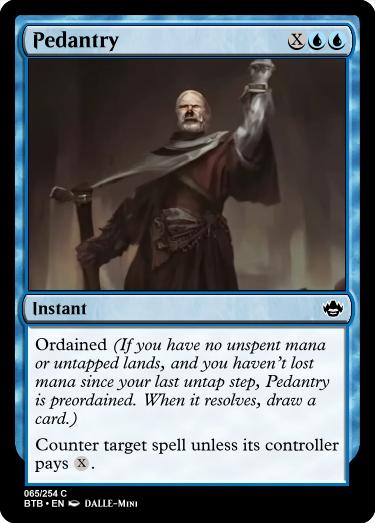 Pedantry X
Instant
Ordained (If you have no unspent mana
or untapped lands, and you haven't lost
mana since your last untap step, Pedantry
is preordained. When it resolves, draw a
card.)
Counter target spell unless its controller
pays X.
065/254 C
BTB • EN DALLE-Mini